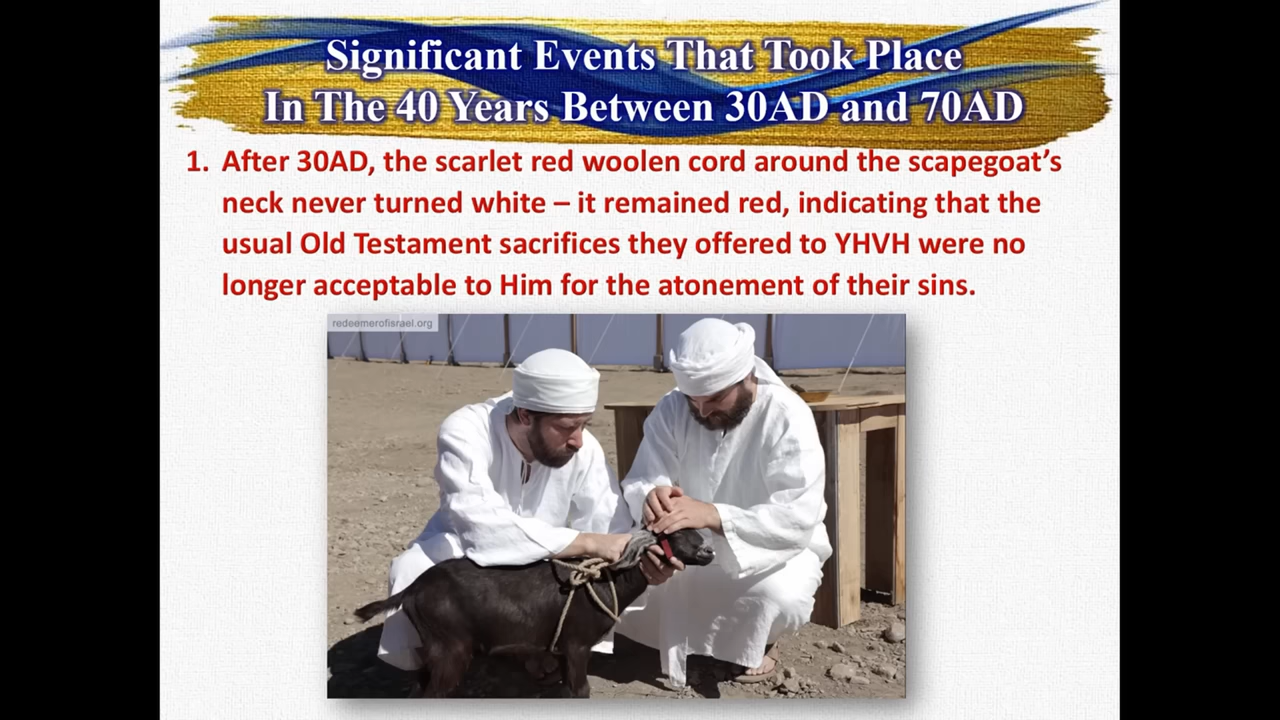 Significant Events That Took Place
In The 40 Years Between 30AD and 70AD
1. After 30AD, the scarlet red woolen cord around the scapegoat’s
neck never turned white – it remained red, indicating that the
usual Old Testament sacrifices they offered to YHVH were no
longer acceptable to Him for the atonement of their sins.
redeemerofisrael.org